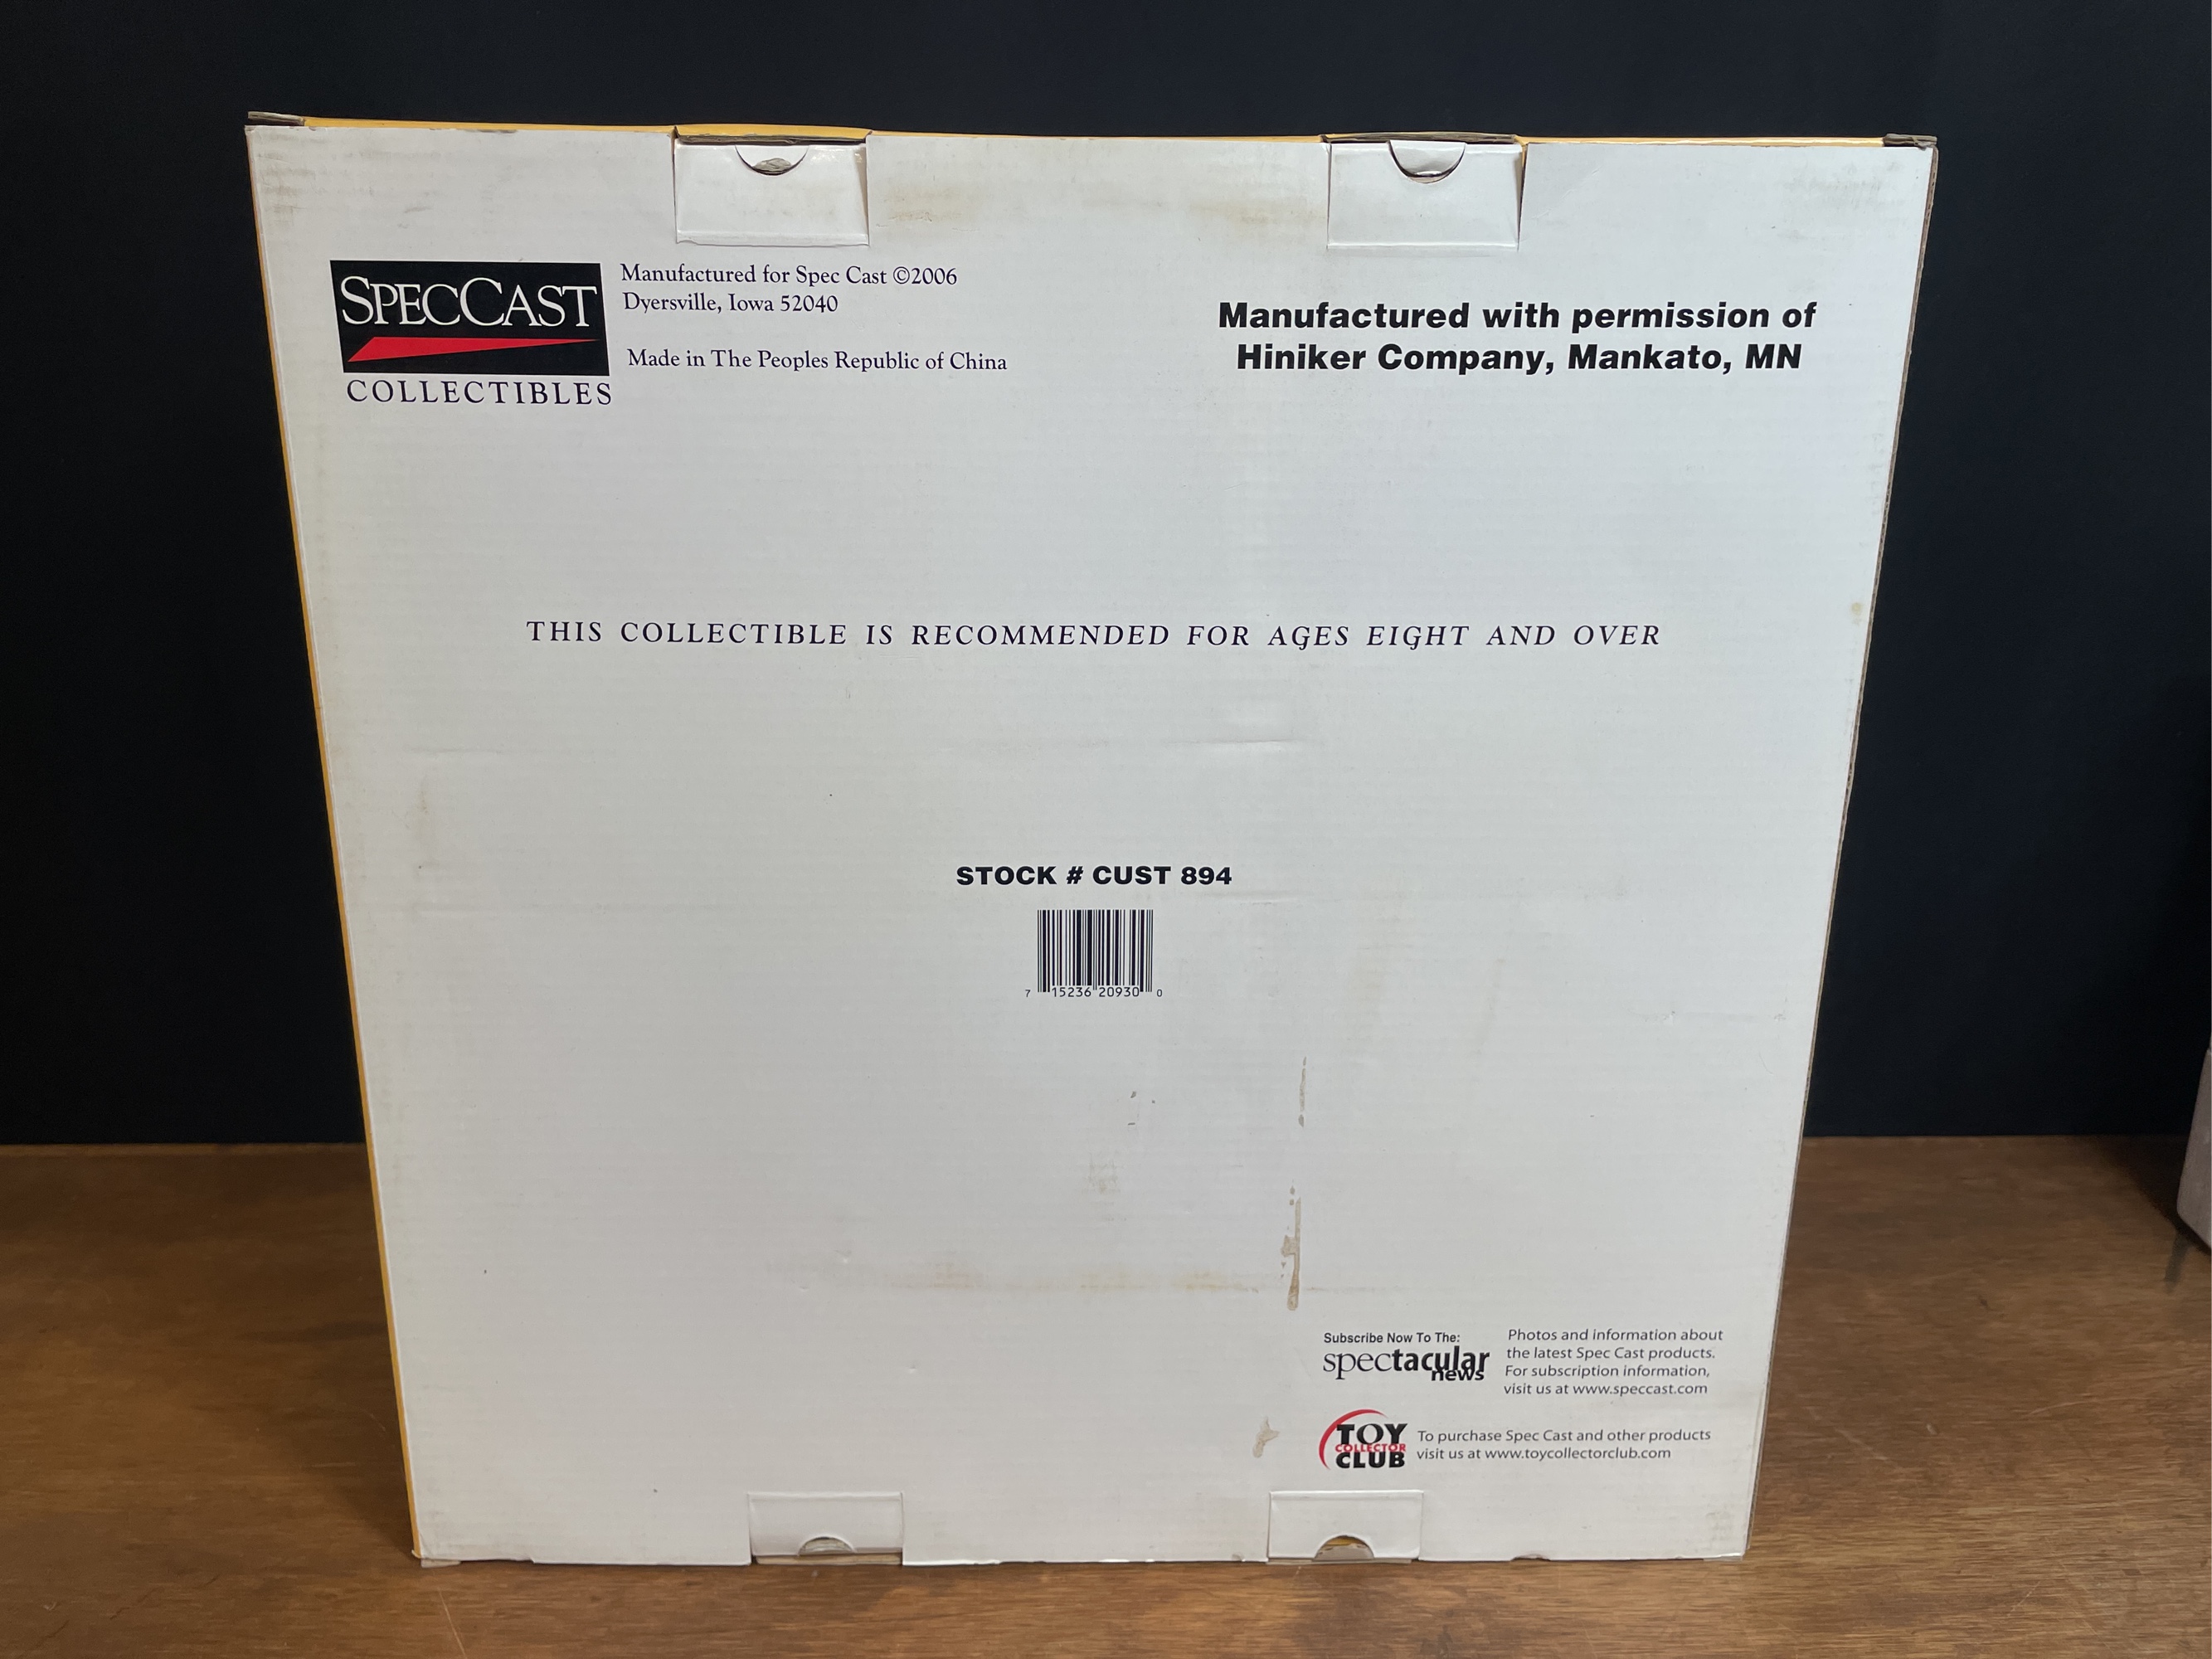 SPECCAST
COLLECTIBLES
Manufactured for Spec Cast ©2006
Dyersville, Iowa 52040
Made in The Peoples Republic of China
Manufactured with permission of
Hiniker Company, Mankato, MN
THIS COLLECTIBLE IS RECOMMENDED FOR AGES EIGHT AND OVER
STOCK # CUST 894
7 15236 20930 0
Subscribe Now To The:
spectacular
news
Photos and information about
the latest Spec Cast products.
For subscription information,
visit us at www.speccast.com
TOY
COLLECTOR
CLUB
To purchase Spec Cast and other products
visit us at www.toycollectorclub.com